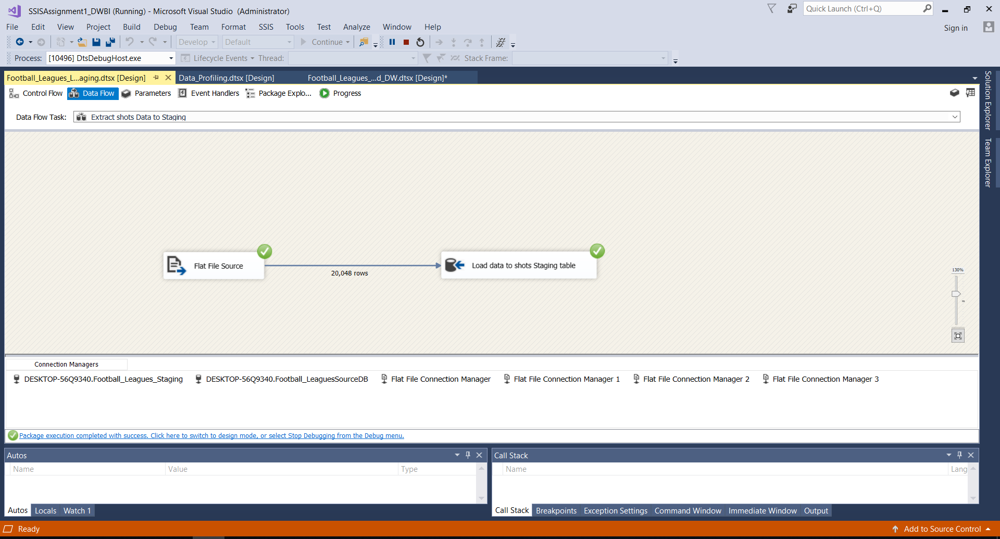 SSISAssignment1_DWBI (Running) - Microsoft Visual Studio (Administrator)
Quick Launch (Ctrl+Q)
File Edit View Project Build Debug Team Format SSIS Tools Test Analyze Window Help
Sign in
Develop Default Continue
Process: [10496] DtsDebugHost.exe Lifecycle Events Thread: Stack Frame:
Football_Leagues_L...aging.dtsx [Design] Data_Profiling.dtsx [Design] Football_Leagues_...d_DW.dtsx [Design]*
Control Flow Data Flow Parameters Event Handlers Package Explo... Progress
Data Flow Task: Extract shots Data to Staging
Solution Explorer
Team Explorer
Flat File Source
20,048 rows
Load data to shots Staging table
130%
Connection Managers
DESKTOP-56Q9340.Football_Leagues_Staging DESKTOP-56Q9340.Football_LeaguesSourceDB Flat File Connection Manager Flat File Connection Manager 1 Flat File Connection Manager 2 Flat File Connection Manager 3
Package execution completed with success. Click here to switch to design mode, or select Stop Debugging from the Debug menu.
Autos
Name Value Type
Autos Locals Watch 1
Call Stack
Name Lang
Call Stack Breakpoints Exception Settings Command Window Immediate Window Output
Ready
Add to Source Control